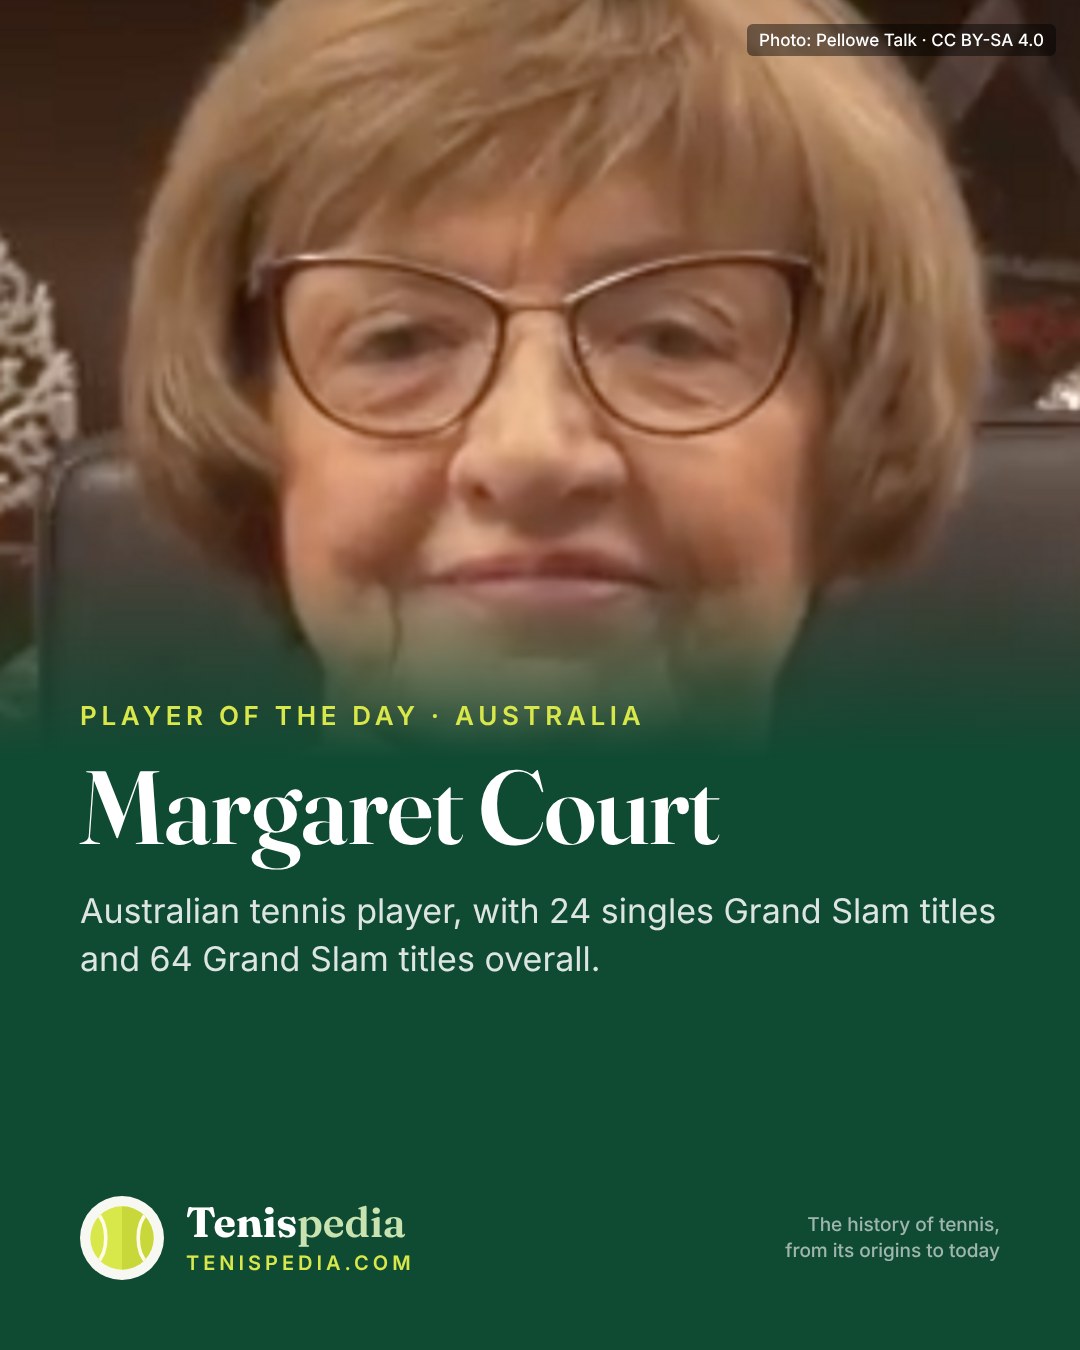 Photo: Pellowe Talk · CC BY-SA 4.0
PLAYER OF THE DAY · AUSTRALIA
Margaret Court
Australian tennis player, with 24 singles Grand Slam titles
and 64 Grand Slam titles overall.
Tenispedia
TENISPEDIA.COM
The history of tennis,
from its origins to today